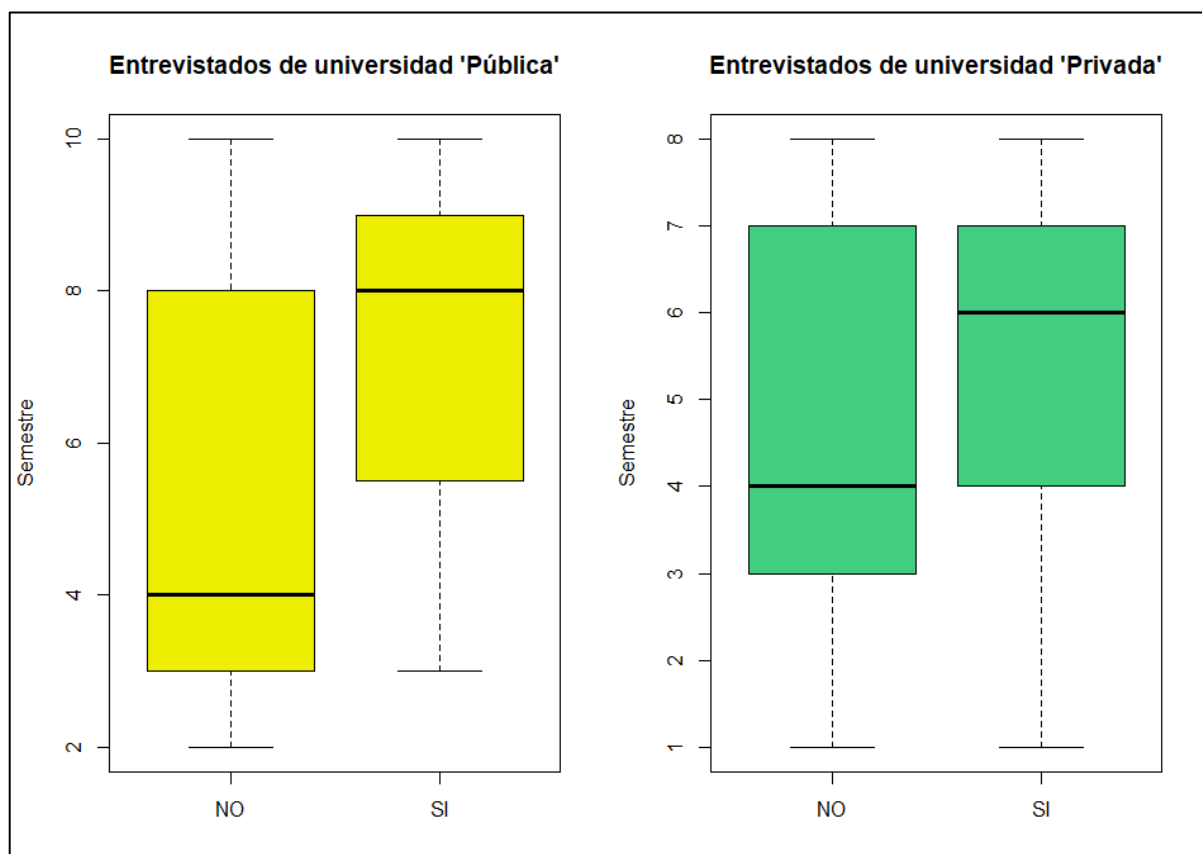 Entrevistados de universidad 'Pública'
Semestre
10
8
6
4
2
NO SI
Entrevistados de universidad 'Privada'
Semestre
8
7
6
5
4
3
2
1
NO SI